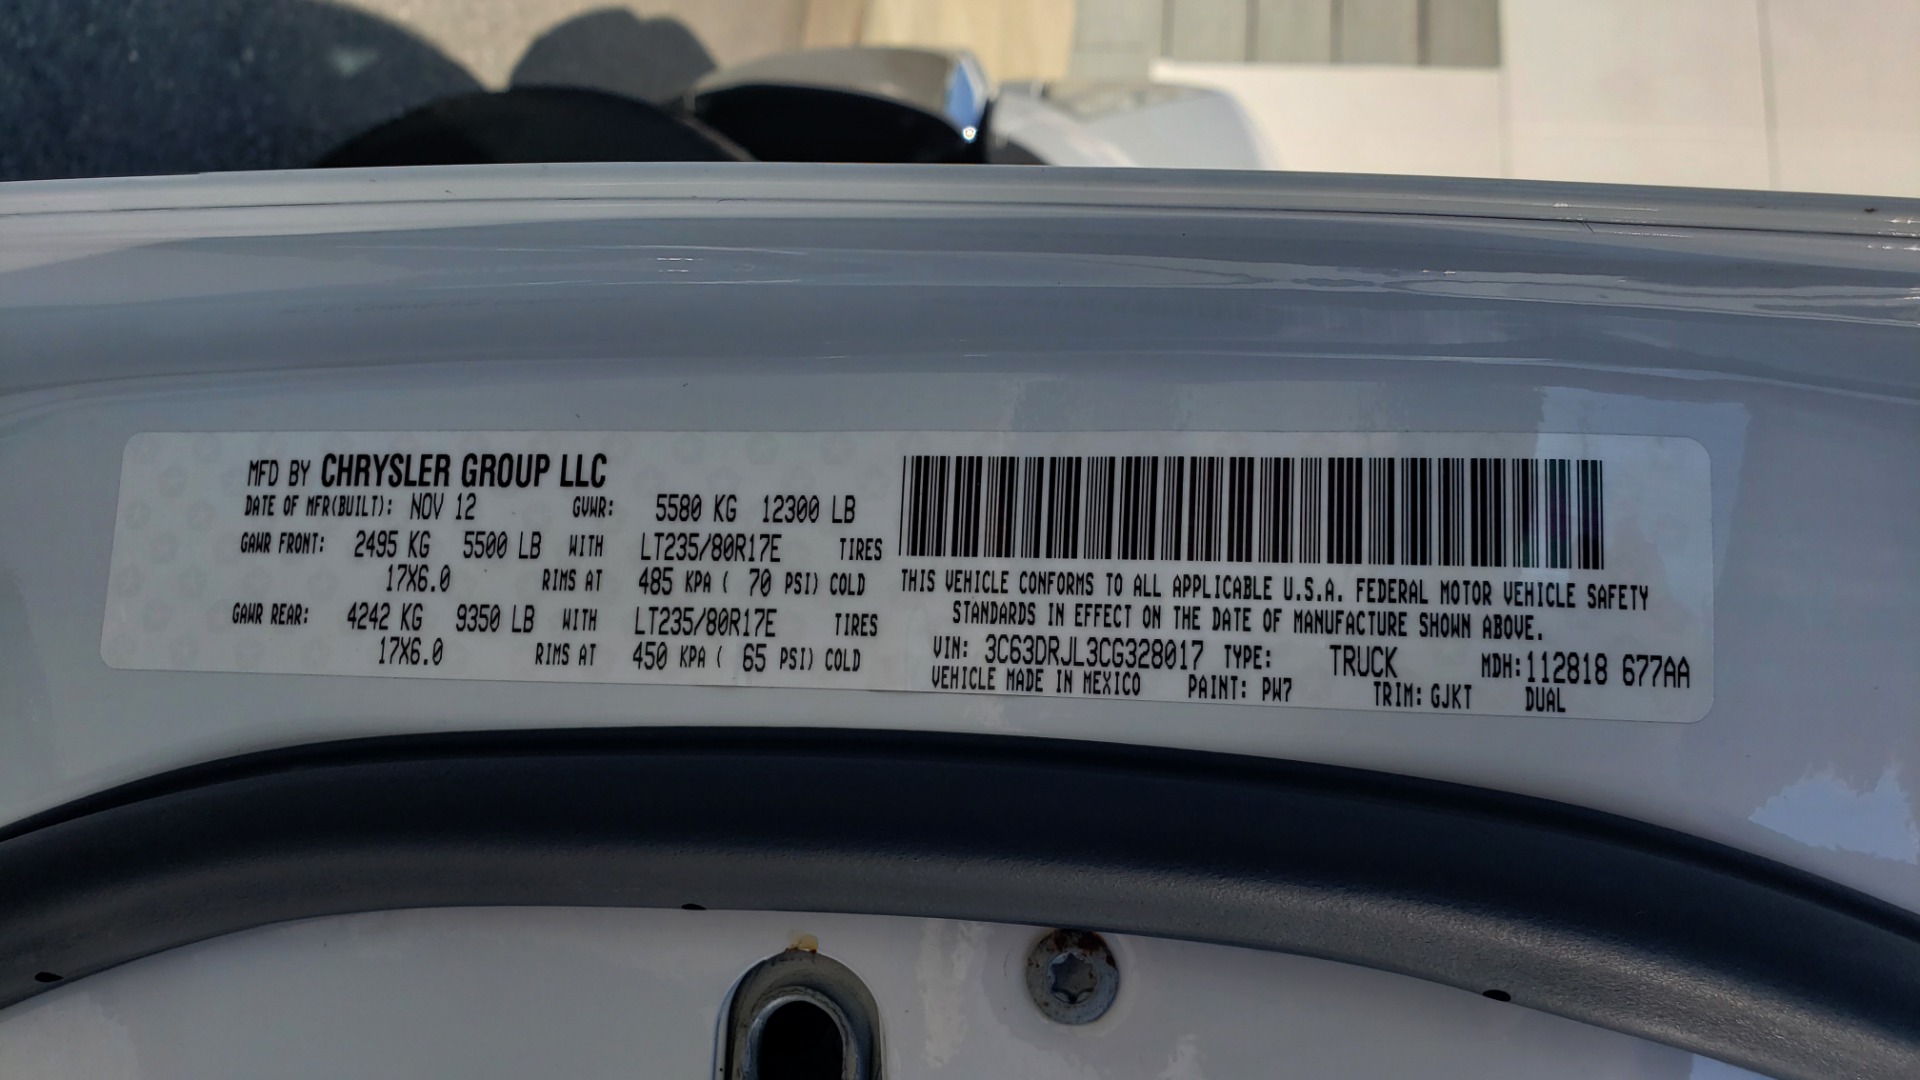 MFD BY CHRYSLER GROUP LLC
DATE OF MFR(BUILT): NOV 12 GVWR: 5580 KG 12300 LB
GAWR FRONT: 2495 KG 5500 LB WITH LT235/80R17E TIRES
17X6.0 RIMS AT 485 KPA ( 70 PSI) COLD
GAWR REAR: 4242 KG 9350 LB WITH LT235/80R17E TIRES
17X6.0 RIMS AT 450 KPA ( 65 PSI) COLD
THIS VEHICLE CONFORMS TO ALL APPLICABLE U.S.A. FEDERAL MOTOR VEHICLE SAFETY
STANDARDS IN EFFECT ON THE DATE OF MANUFACTURE SHOWN ABOVE.
VIN: 3C63DRJL3CG328017 TYPE: TRUCK MDH: 112818 677AA
VEHICLE MADE IN MEXICO PAINT: PW7 TRIM: GJKT DUAL